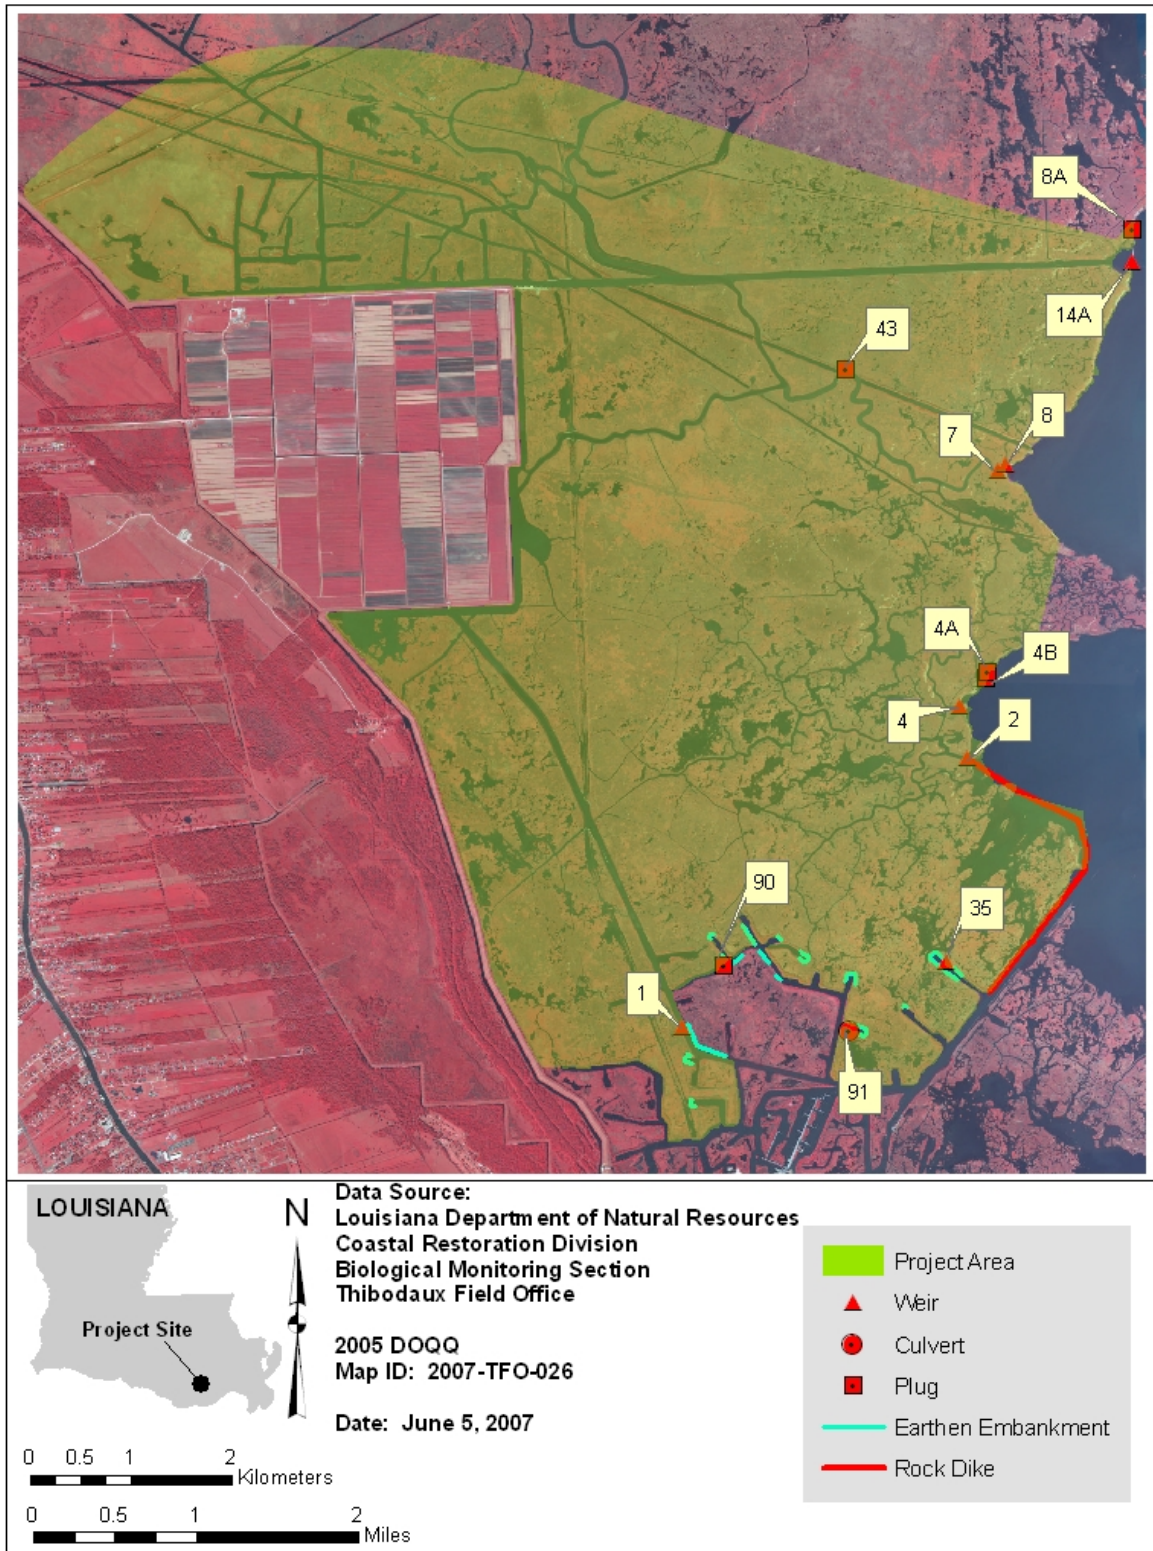 8A
14A
43
8
7
4A
4B
4
2
90
35
1
91
LOUISIANA
Project Site
N
Data Source:
Louisiana Department of Natural Resources
Coastal Restoration Division
Biological Monitoring Section
Thibodaux Field Office
2005 DOQQ
Map ID: 2007-TFO-026
Date: June 5, 2007
0 0.5 1 2
Kilometers
0 0.5 1 2
Miles
Project Area
Weir
Culvert
Plug
Earthen Embankment
Rock Dike